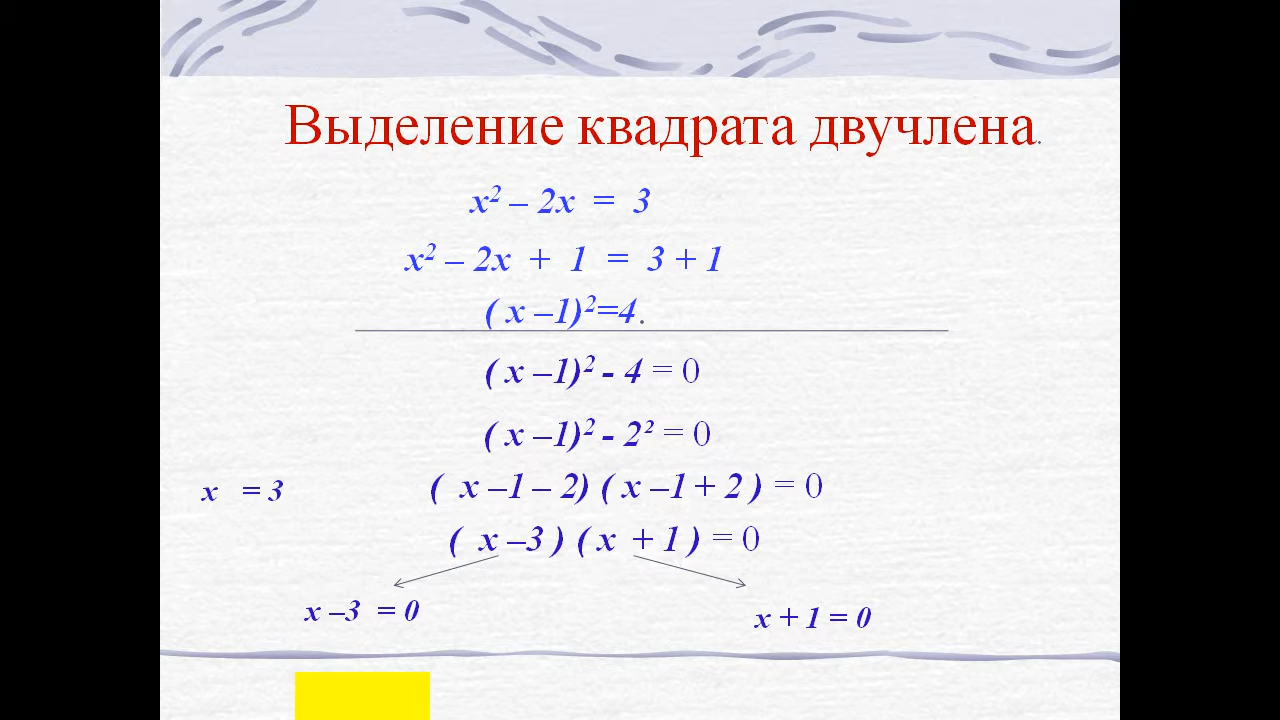 Выделение квадрата двучлена.
х² – 2х = 3
х² – 2х + 1 = 3 + 1
( х –1)²=4.
( х –1)² - 4 = 0
( х –1)² - 2² = 0
х = 3
( х –1 – 2) ( х –1 + 2 ) = 0
( х –3 ) ( х + 1 ) = 0
х –3 = 0
х + 1 = 0